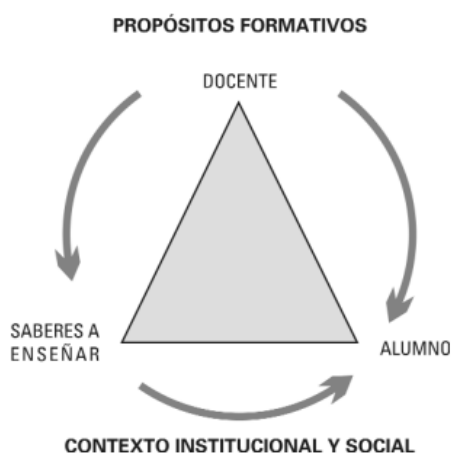 PROPÓSITOS FORMATIVOS
DOCENTE
SABERES A
ENSEÑAR
ALUMNO
CONTEXTO INSTITUCIONAL Y SOCIAL